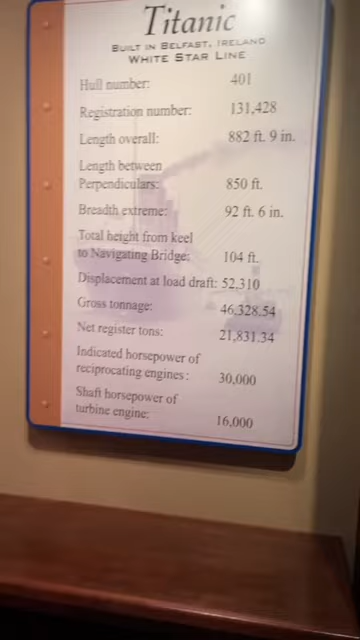 Titanic
BUILT IN BELFAST, IRELAND
WHITE STAR LINE
Hull number: 401
Registration number: 131,428
Length overall: 882 ft. 9 in.
Length between
Perpendiculars: 850 ft.
Breadth extreme: 92 ft. 6 in.
Total height from keel
to Navigating Bridge: 104 ft.
Displacement at load draft: 52,310
Gross tonnage: 46,328.54
Net register tons: 21,831.34
Indicated horsepower of
reciprocating engines: 30,000
Shaft horsepower of
turbine engine: 16,000